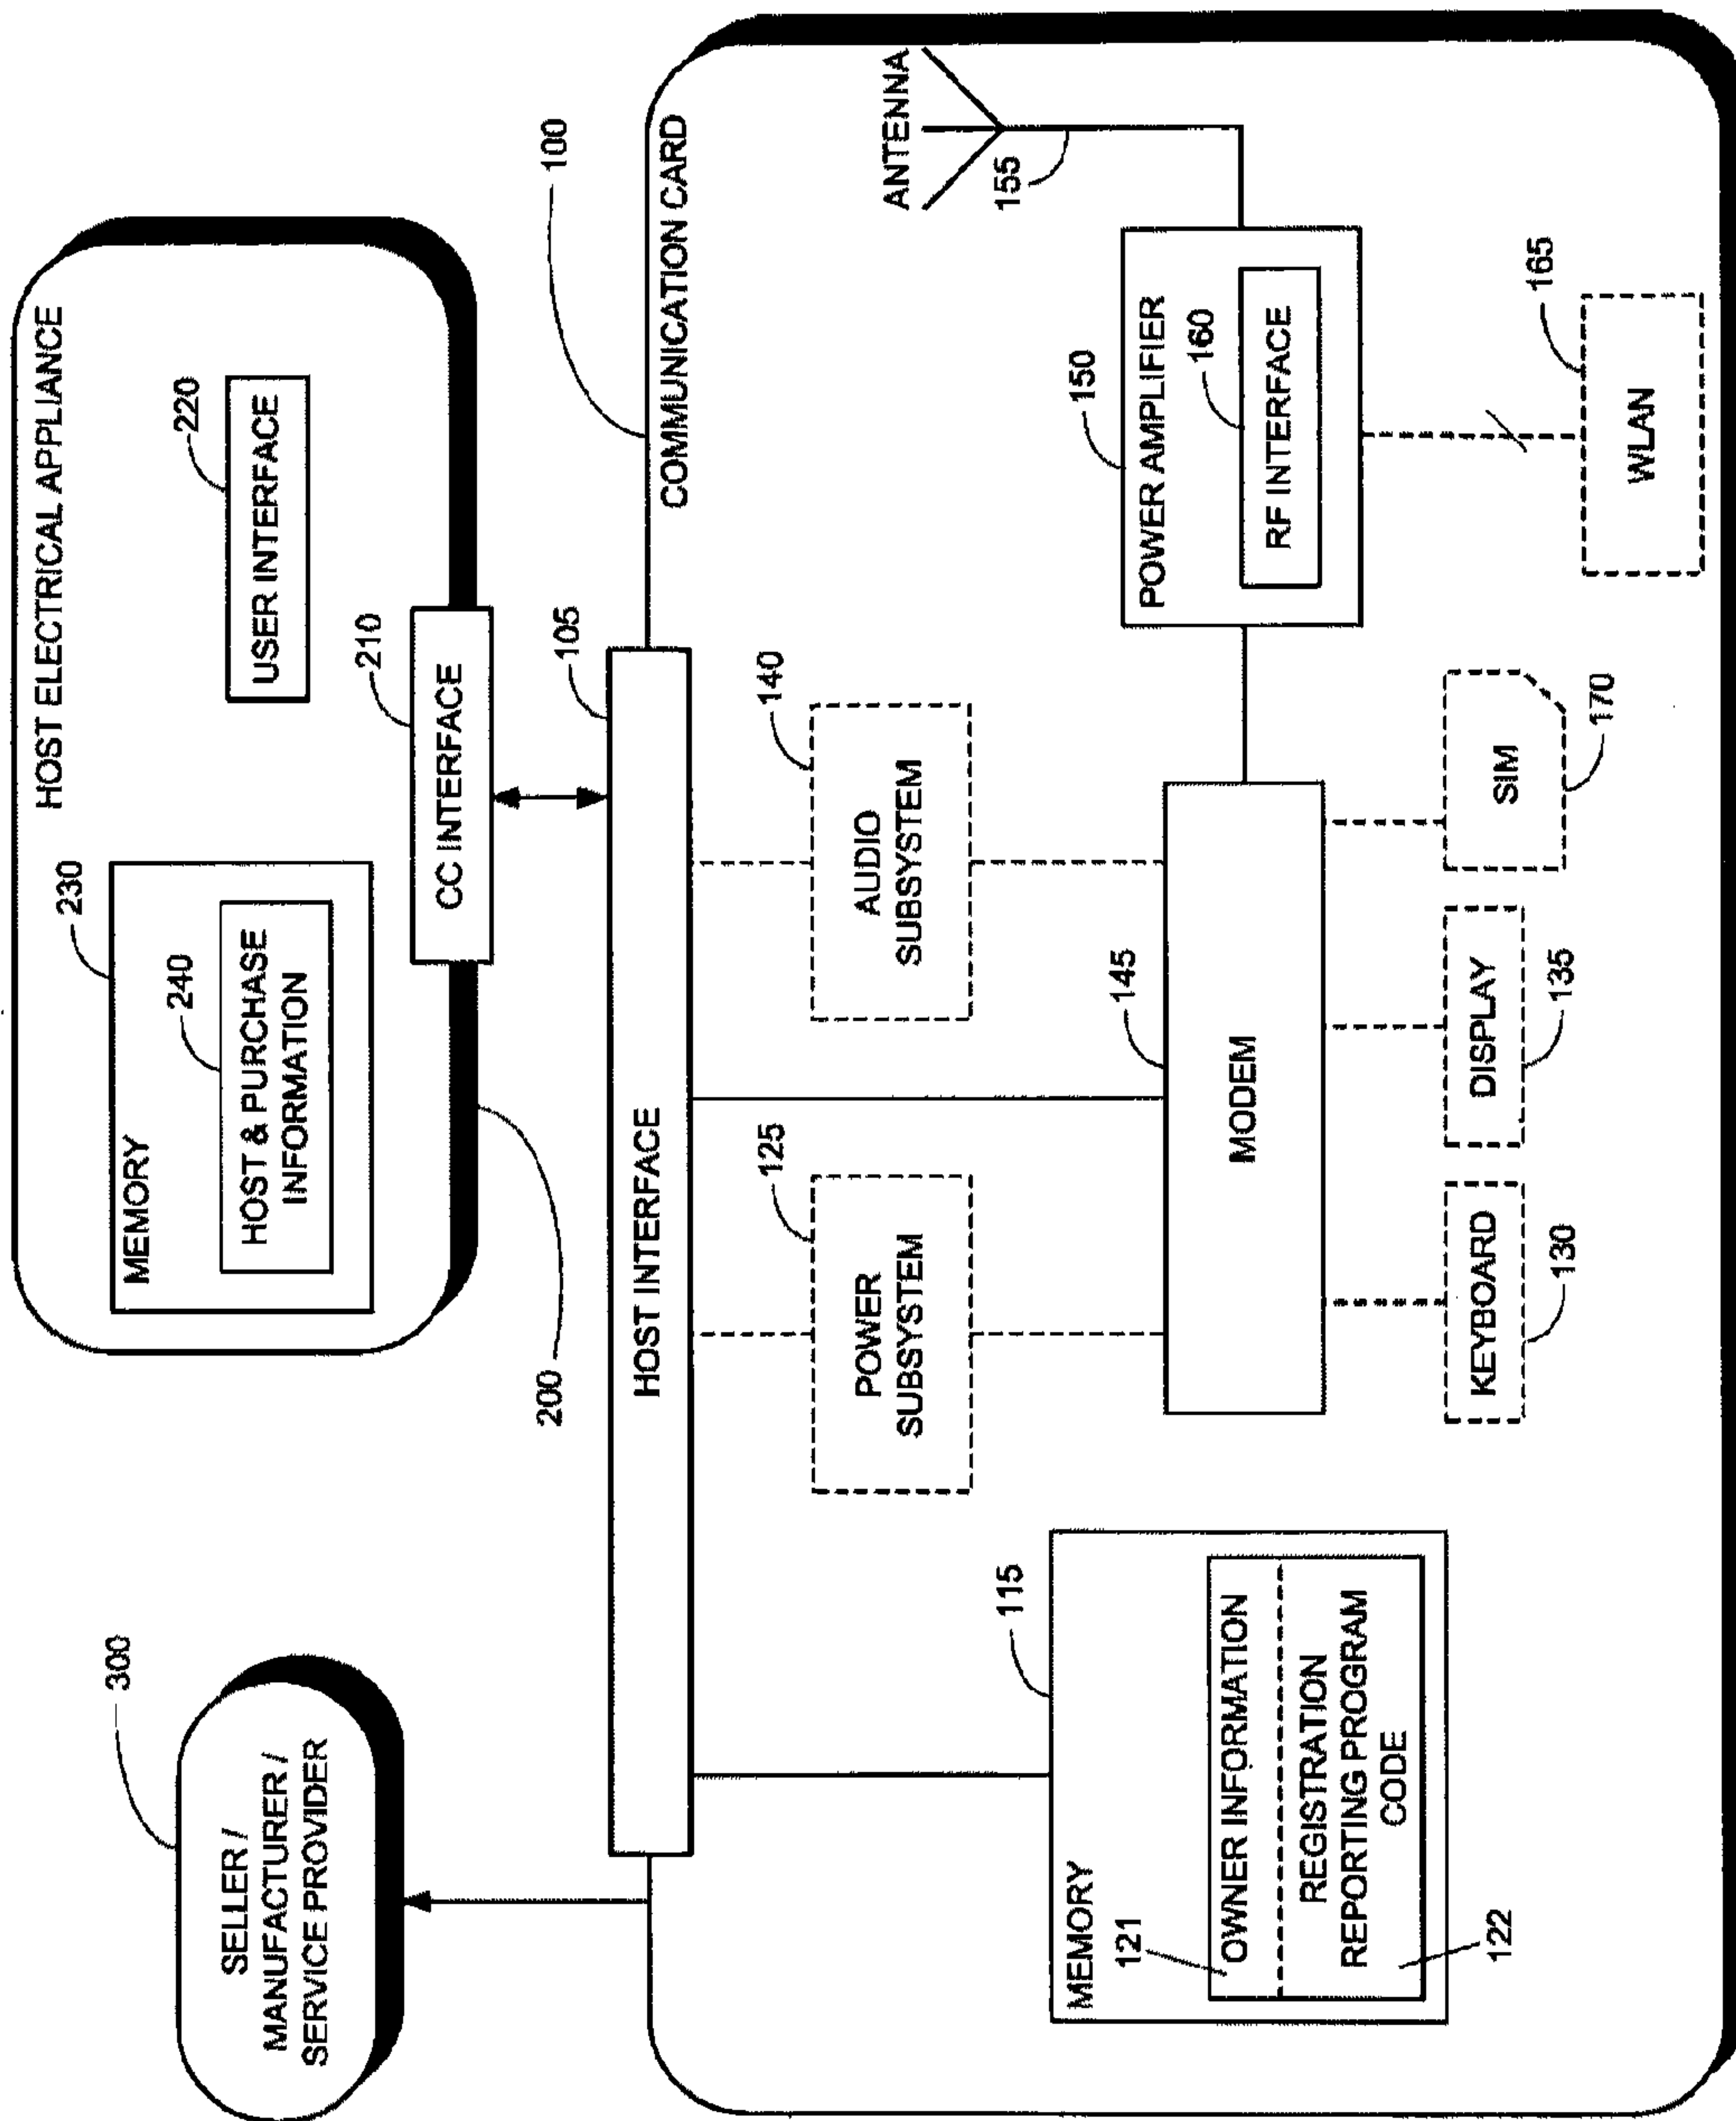 300
SELLER /
MANUFACTURER /
SERVICE PROVIDER
HOST ELECTRICAL APPLIANCE
230
MEMORY
240
HOST & PURCHASE
INFORMATION
220
USER INTERFACE
210
CC INTERFACE
200
100
COMMUNICATION CARD
105
HOST INTERFACE
125
POWER
SUBSYSTEM
140
AUDIO
SUBSYSTEM
ANTENNA
155
115
MEMORY
121
OWNER INFORMATION
REGISTRATION
REPORTING PROGRAM
CODE
122
145
MODEM
150
POWER AMPLIFIER
160
RF INTERFACE
KEYBOARD
130
DISPLAY
135
SIM
170
165
WLAN